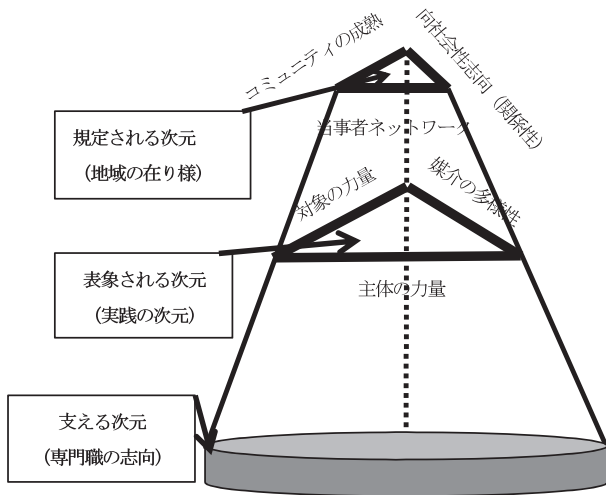 コミュニティの成熟
向社会性志向（関係性）
規定される次元
（地域の在り様）
当事者ネットワーク
対象の力量
媒介の多様性
表象される次元
（実践の次元）
主体の力量
支える次元
（専門職の志向）